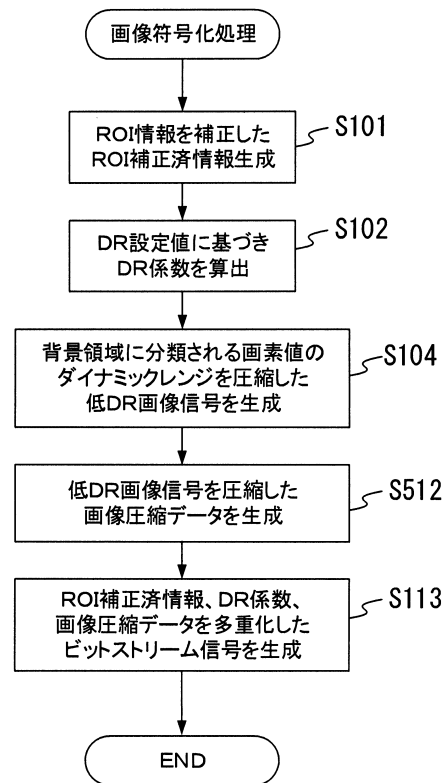 画像符号化処理
ROI情報を補正した
ROI補正済情報生成
S101
DR設定値に基づき
DR係数を算出
S102
背景領域に分類される画素値の
ダイナミックレンジを圧縮した
低DR画像信号を生成
S104
低DR画像信号を圧縮した
画像圧縮データを生成
S512
ROI補正済情報、DR係数、
画像圧縮データを多重化した
ビットストリーム信号を生成
S113
END